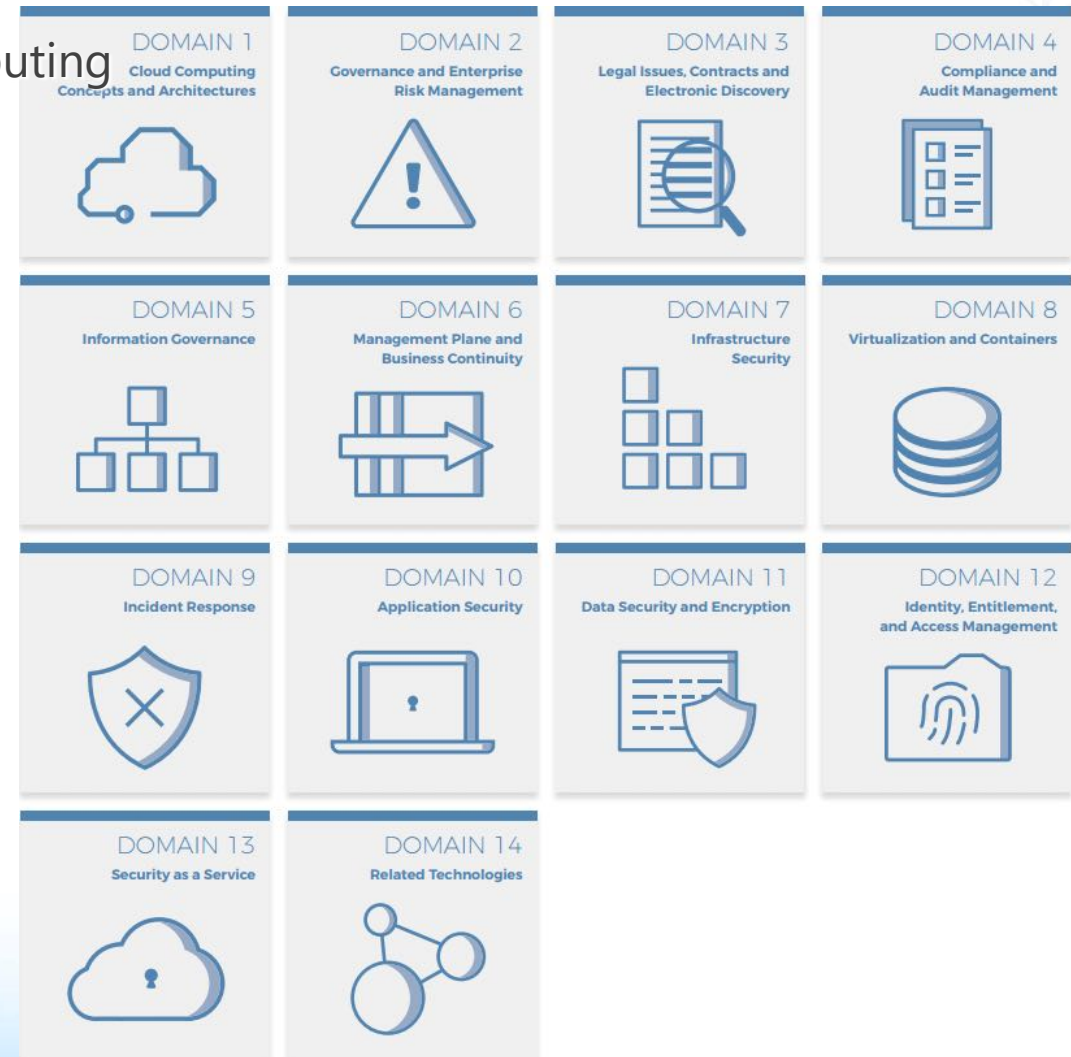 uting
DOMAIN 1
Cloud Computing
Concepts and Architectures
DOMAIN 2
Governance and Enterprise
Risk Management
DOMAIN 3
Legal Issues, Contracts and
Electronic Discovery
DOMAIN 4
Compliance and
Audit Management
DOMAIN 5
Information Governance
DOMAIN 6
Management Plane and
Business Continuity
DOMAIN 7
Infrastructure
Security
DOMAIN 8
Virtualization and Containers
DOMAIN 9
Incident Response
DOMAIN 10
Application Security
DOMAIN 11
Data Security and Encryption
DOMAIN 12
Identity, Entitlement,
and Access Management
DOMAIN 13
Security as a Service
DOMAIN 14
Related Technologies